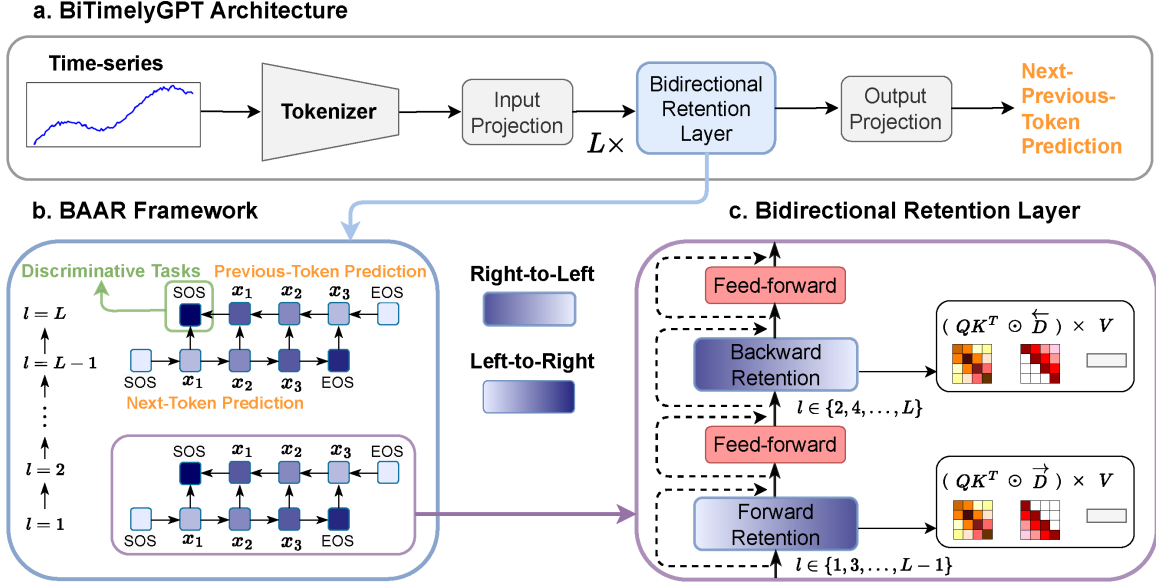 a. BiTimelyGPT Architecture
Time-series
Tokenizer
Input
Projection
L×
Bidirectional
Retention
Layer
Output
Projection
Next-
Previous-
Token
Prediction
b. BAAR Framework
Discriminative Tasks
Previous-Token Prediction
SOS x₁ x₂ x₃ EOS
l = L
l = L − 1
SOS x₁ x₂ x₃ EOS
Next-Token Prediction
⋮
SOS x₁ x₂ x₃ EOS
l = 2
l = 1
SOS x₁ x₂ x₃ EOS
Right-to-Left
Left-to-Right
c. Bidirectional Retention Layer
Feed-forward
Backward
Retention
( QKᵀ ⊙ D⃖ ) × V
l ∈ {2, 4, . . . , L}
Feed-forward
Forward
Retention
( QKᵀ ⊙ D⃗ ) × V
l ∈ {1, 3, . . . , L − 1}